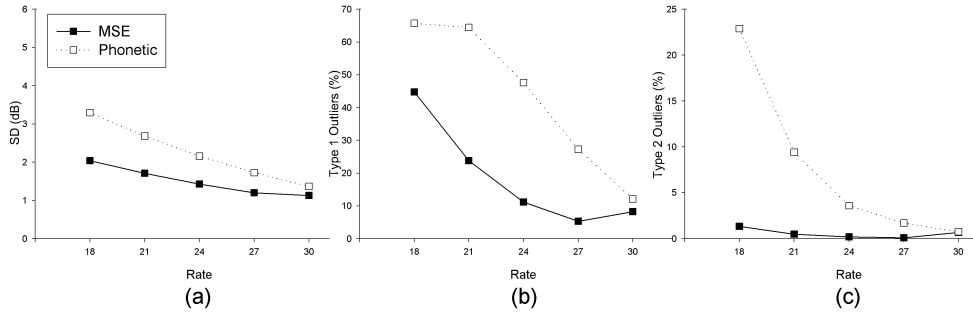 MSE
Phonetic
SD (dB)
6
5
4
3
2
1
0
18 21 24 27 30
Rate
(a)
Type 1 Outliers (%)
70
60
50
40
30
20
10
0
18 21 24 27 30
Rate
(b)
Type 2 Outliers (%)
25
20
15
10
5
0
18 21 24 27 30
Rate
(c)